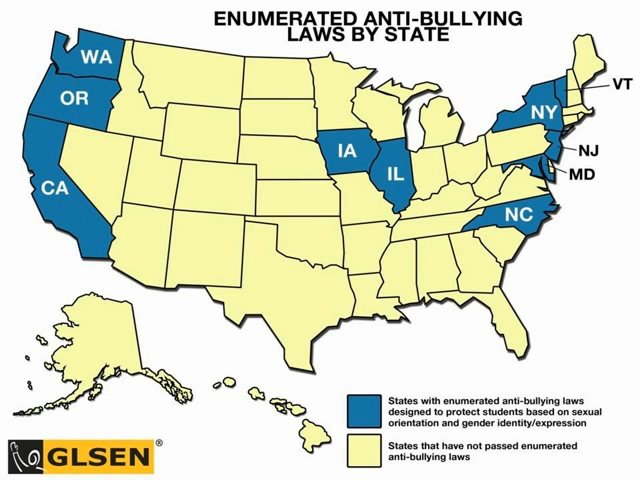 ENUMERATED ANTI-BULLYING
LAWS BY STATE
WA
OR
CA
IA
IL
NY
VT
NJ
MD
NC
States with enumerated anti-bullying laws
designed to protect students based on sexual
orientation and gender identity/expression
States that have not passed enumerated
anti-bullying laws
GLSEN®